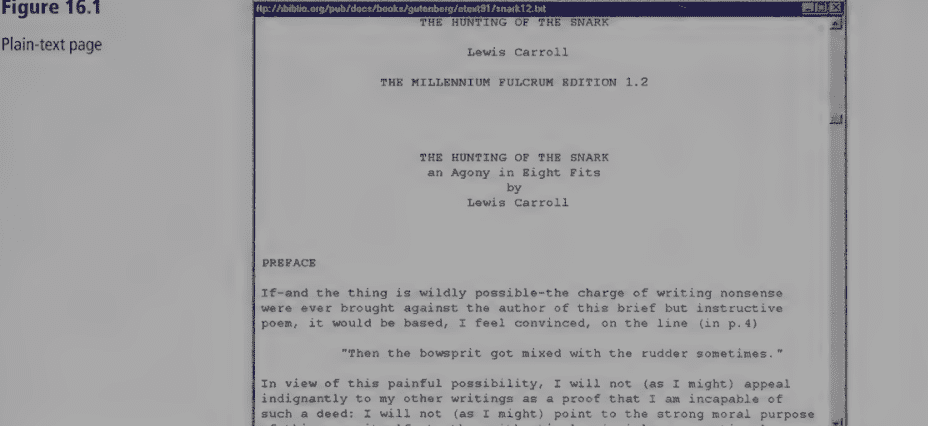 Figure 16.1
Plain-text page
ftp://ibiblio.org/pub/docs/books/gutenberg/etext91/snark12.txt
THE HUNTING OF THE SNARK
Lewis Carroll
THE MILLENNIUM FULCRUM EDITION 1.2
THE HUNTING OF THE SNARK
an Agony in Eight Fits
by
Lewis Carroll
PREFACE
If-and the thing is wildly possible-the charge of writing nonsense
were ever brought against the author of this brief but instructive
poem, it would be based, I feel convinced, on the line (in p.4)
"Then the bowsprit got mixed with the rudder sometimes."
In view of this painful possibility, I will not (as I might) appeal
indignantly to my other writings as a proof that I am incapable of
such a deed: I will not (as I might) point to the strong moral purpose